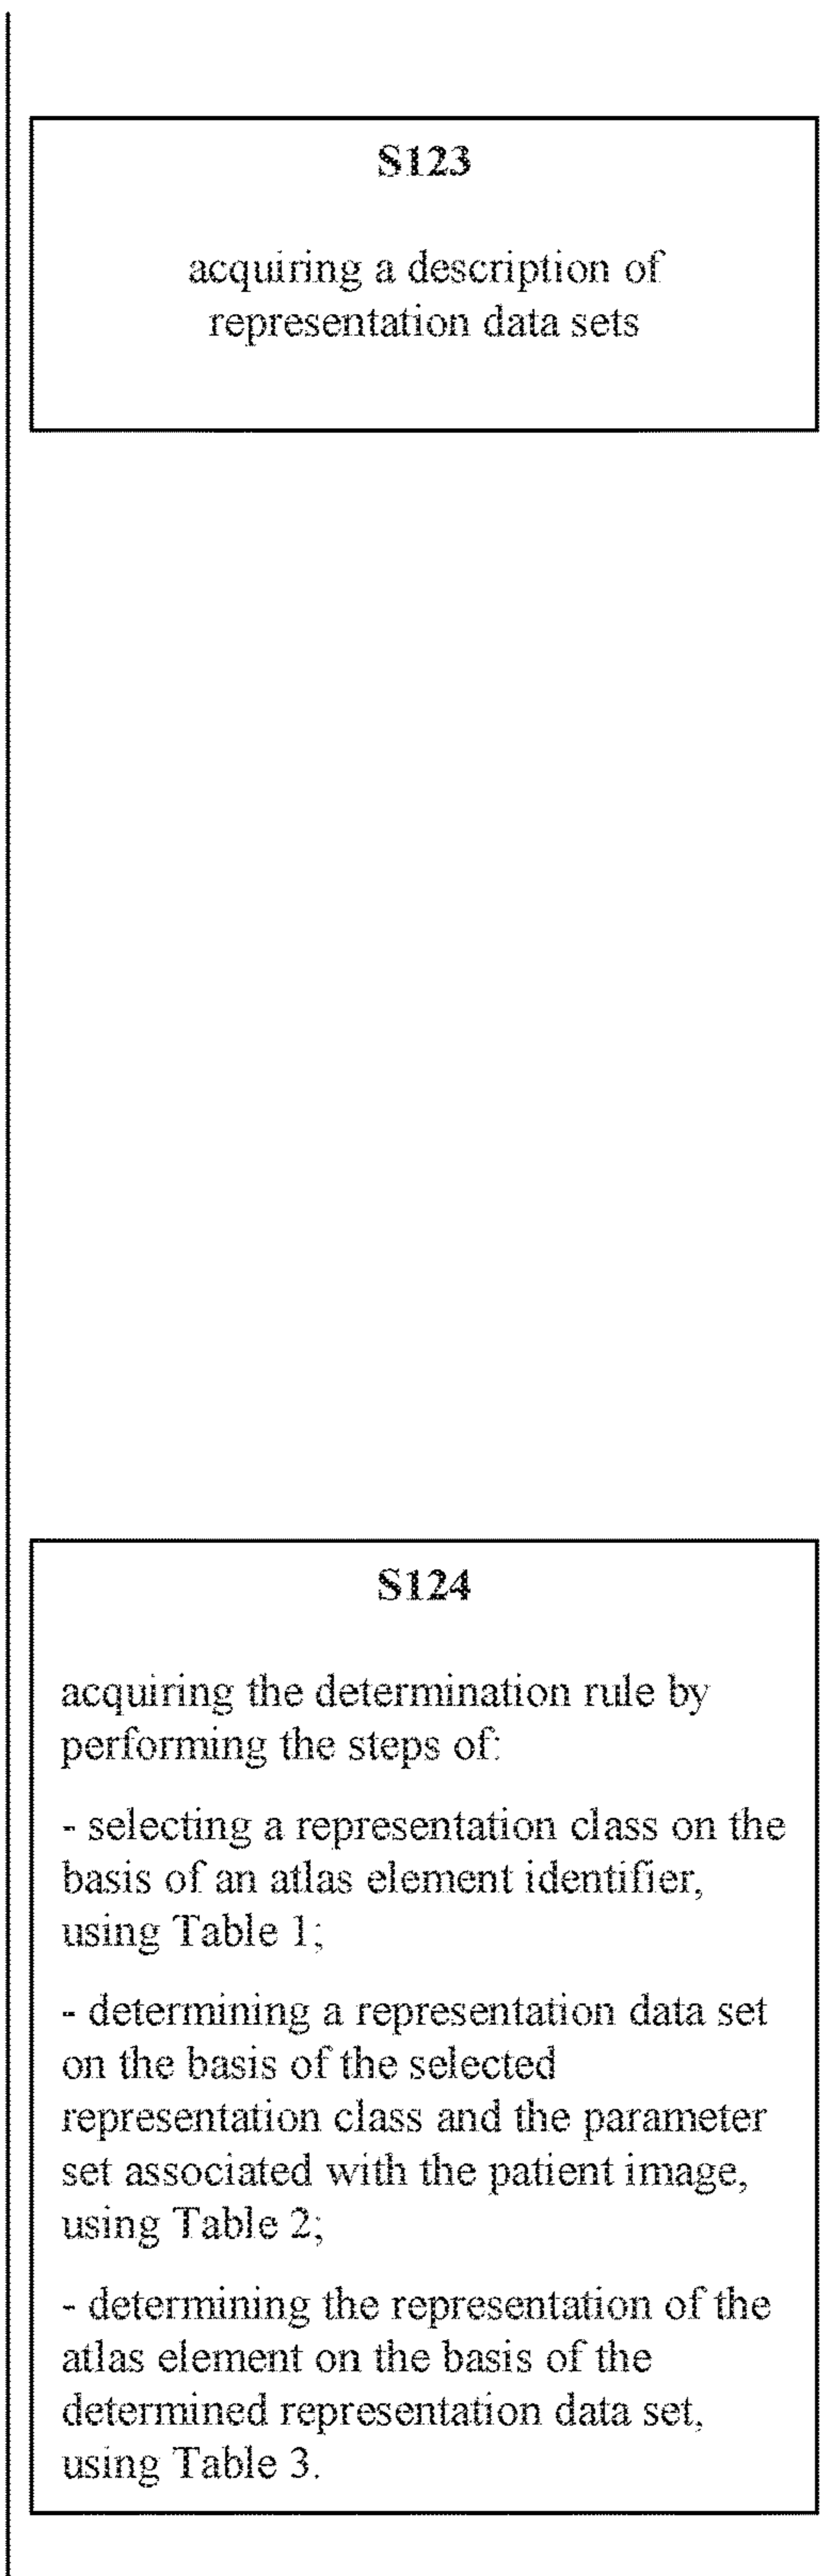 S123
acquiring a description of
representation data sets
S124
acquiring the determination rule by
performing the steps of:
- selecting a representation class on the
basis of an atlas element identifier,
using Table 1;
- determining a representation data set
on the basis of the selected
representation class and the parameter
set associated with the patient image,
using Table 2;
- determining the representation of the
atlas element on the basis of the
determined representation data set,
using Table 3.